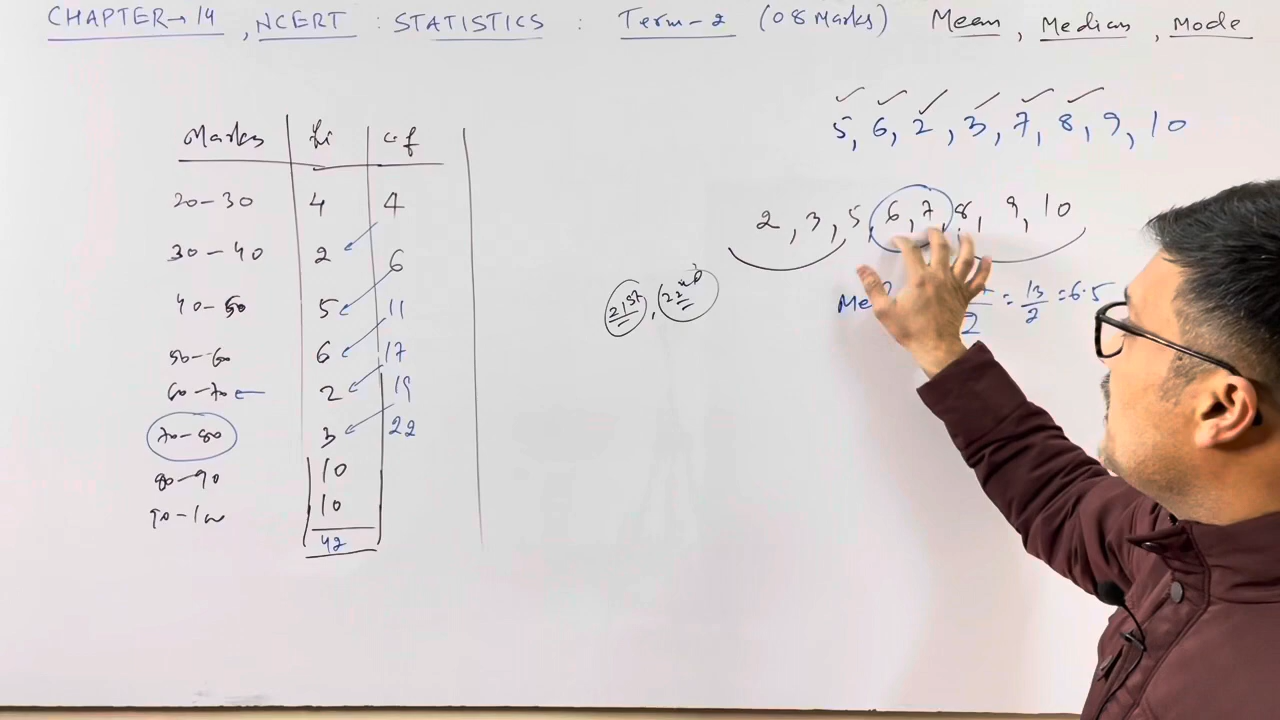 CHAPTER→14 , NCERT : STATISTICS : Term-2 (08 Marks) Mean , Median , Mode
5, 6, 2, 3, 7, 8, 9, 10
2, 3, 5, 6, 7, 8, 9, 10
21st, 22nd
= 13/2 = 6.5
2
Marks fi cf
20-30 4 4
30-40 2 6
40-50 5 11
50-60 6 17
60-70 2 19
70-80 3 22
80-90 10
90-100 10
42